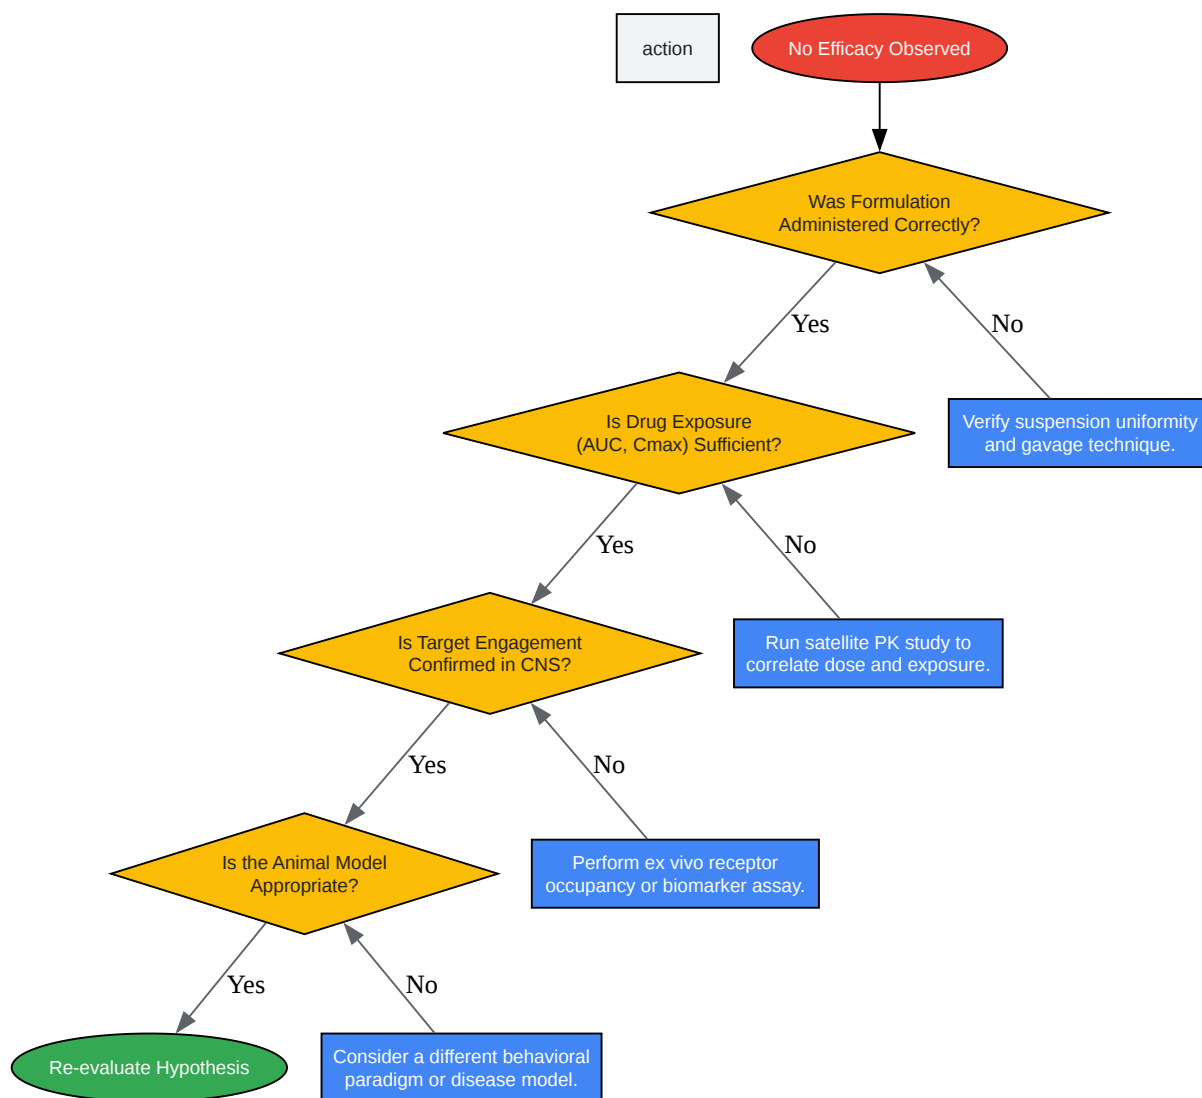 action
No Efficacy Observed
Was Formulation
Administered Correctly?
Yes
No
Is Drug Exposure
(AUC, Cmax) Sufficient?
Verify suspension uniformity
and gavage technique.
Yes
No
Is Target Engagement
Confirmed in CNS?
Run satellite PK study to
correlate dose and exposure.
Yes
No
Is the Animal Model
Appropriate?
Perform ex vivo receptor
occupancy or biomarker assay.
Yes
No
Re-evaluate Hypothesis
Consider a different behavioral
paradigm or disease model.